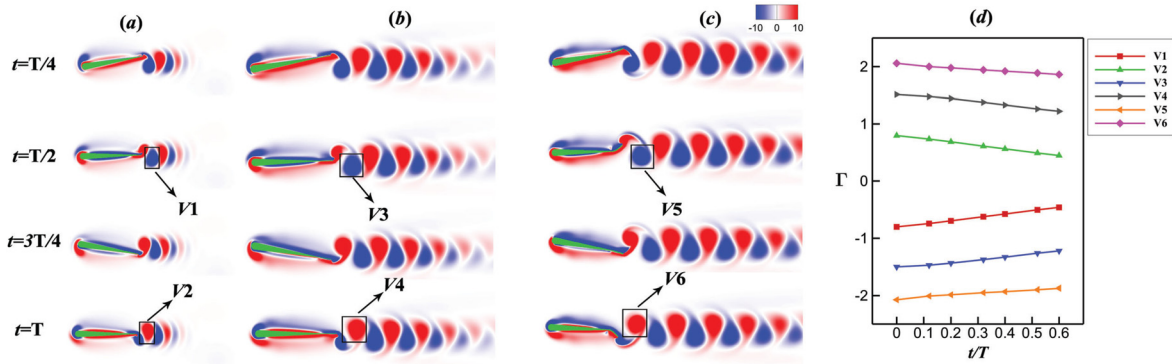 (a)
(b)
(c)
-10 10
(d)
t=T/4
t=T/2
t=3T/4
t=T
V1
V2
V3
V4
V5
V6
Γ
2
1
0
-1
-2
0 0.1 0.2 0.3 0.4 0.5 0.6
t/T
V1
V2
V3
V4
V5
V6